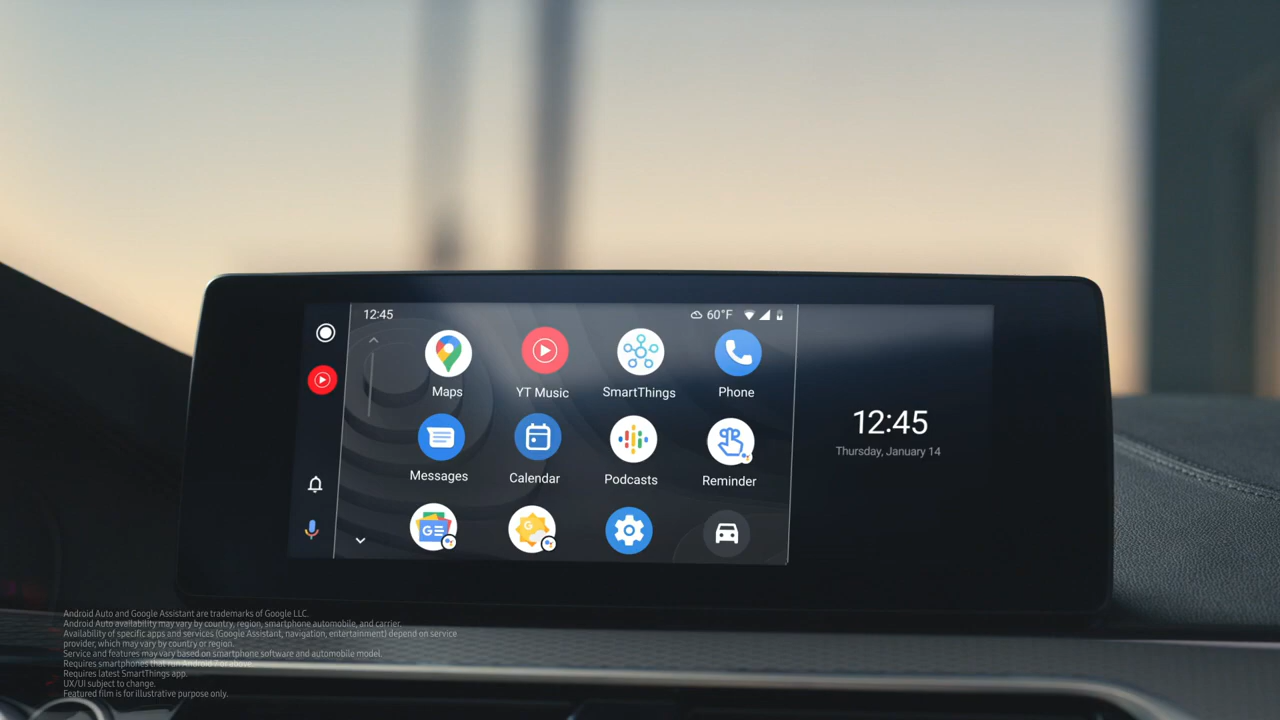 12:45
60°F
Maps
YT Music
SmartThings
Phone
Messages
Calendar
Podcasts
Reminder
GE
G
12:45
Thursday, January 14
Android Auto and Google Assistant are trademarks of Google LLC.
Android Auto availability may vary by country, region, smartphone automobile, and carrier.
Availability of specific apps and services (Google Assistant, navigation, entertainment) depend on service
provider, which may vary by country or region.
Service and features may vary based on smartphone software and automobile model.
Requires smartphones that run Android 7 or above.
Requires latest SmartThings app.
UX/UI subject to change.
Featured film is for illustrative purpose only.